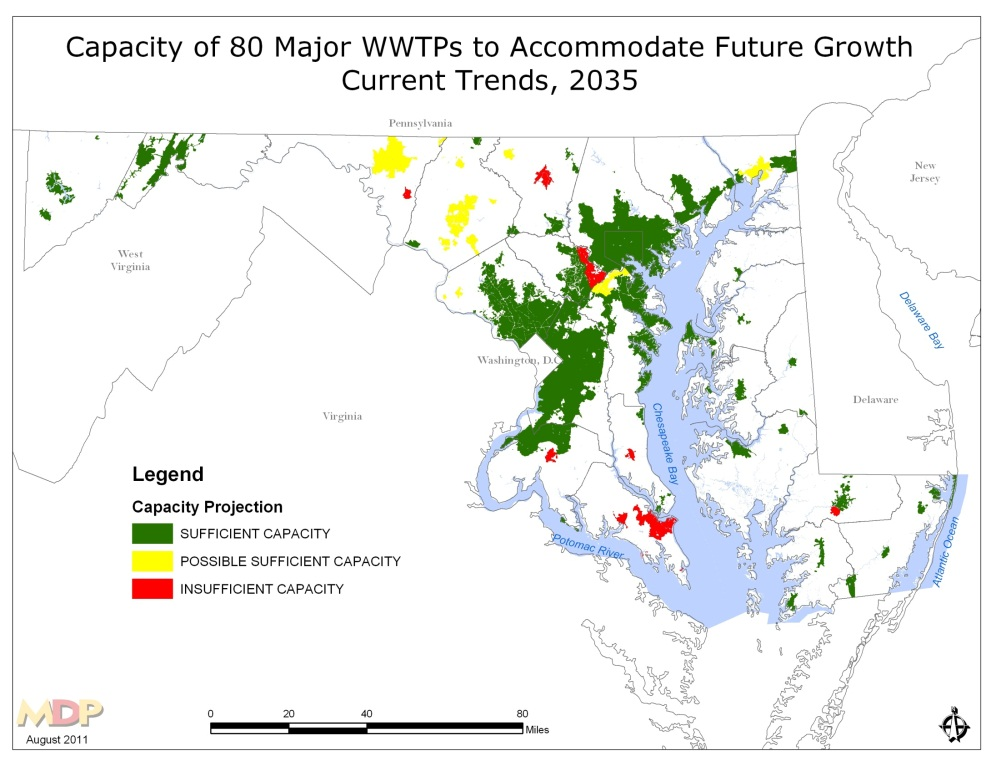 Capacity of 80 Major WWTPs to Accommodate Future Growth
Current Trends, 2035
Pennsylvania
New
Jersey
West
Virginia
Delaware Bay
Washington, D.C
Delaware
Virginia
Chesapeake Bay
Legend
Capacity Projection
SUFFICIENT CAPACITY
POSSIBLE SUFFICIENT CAPACITY
INSUFFICIENT CAPACITY
Potomac River
Atlantic Ocean
MDP
August 2011
0 20 40 80
Miles